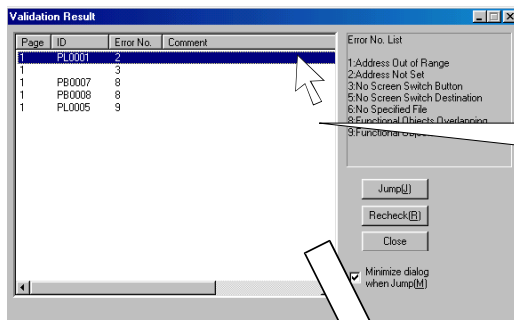 Validation Result
Page ID Error No. Comment
1 PL0001 2
1 3
1 PB0007 8
1 PB0008 8
1 PL0005 9
Error No. List
1:Address Out of Range
2:Address Not Set
3:No Screen Switch Button
5:No Screen Switch Destination
6:No Specified File
8:Functional Objects Overlapping
9:Functional
Jump(J)
Recheck(R)
Close
Minimize dialog
when Jump(M)